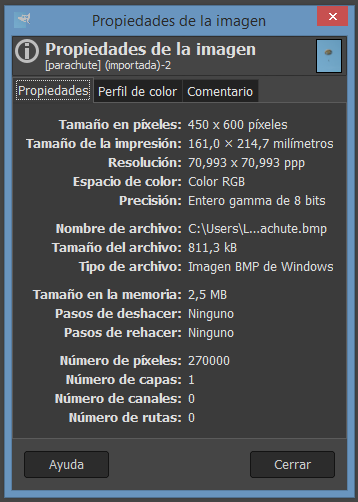 Propiedades de la imagen
Propiedades de la imagen
[parachute] (importada)-2
Propiedades Perfil de color Comentario
Tamaño en píxeles: 450 x 600 píxeles
Tamaño de la impresión: 161,0 × 214,7 milímetros
Resolución: 70,993 x 70,993 ppp
Espacio de color: Color RGB
Precisión: Entero gamma de 8 bits
Nombre de archivo: C:\Users\L...achute.bmp
Tamaño del archivo: 811,3 kB
Tipo de archivo: Imagen BMP de Windows
Tamaño en la memoria: 2,5 MB
Pasos de deshacer: Ninguno
Pasos de rehacer: Ninguno
Número de píxeles: 270000
Número de capas: 1
Número de canales: 0
Número de rutas: 0
Ayuda Cerrar